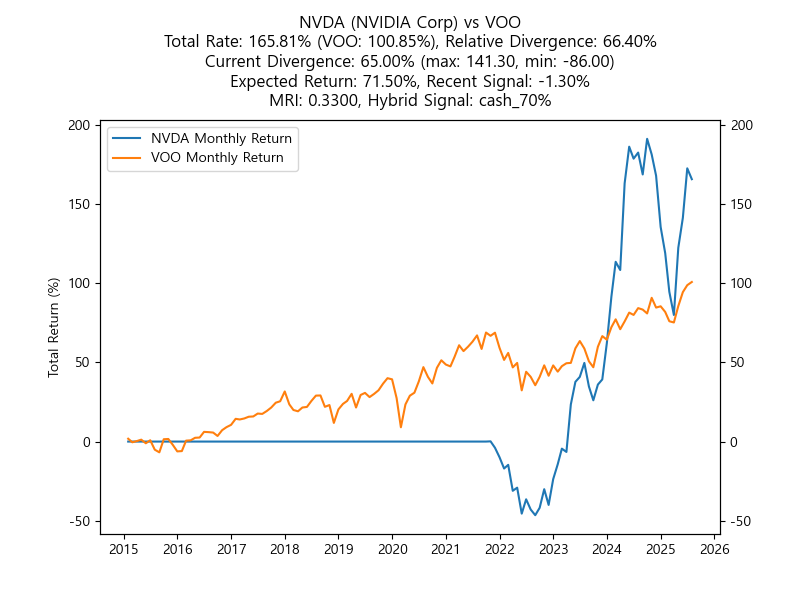 NVDA (NVIDIA Corp) vs VOO
Total Rate: 165.81% (VOO: 100.85%), Relative Divergence: 66.40%
Current Divergence: 65.00% (max: 141.30, min: -86.00)
Expected Return: 71.50%, Recent Signal: -1.30%
MRI: 0.3300, Hybrid Signal: cash_70%
NVDA Monthly Return
VOO Monthly Return
Total Return (%)
200
150
100
50
0
-50
200
150
100
50
0
-50
2015 2016 2017 2018 2019 2020 2021 2022 2023 2024 2025 2026